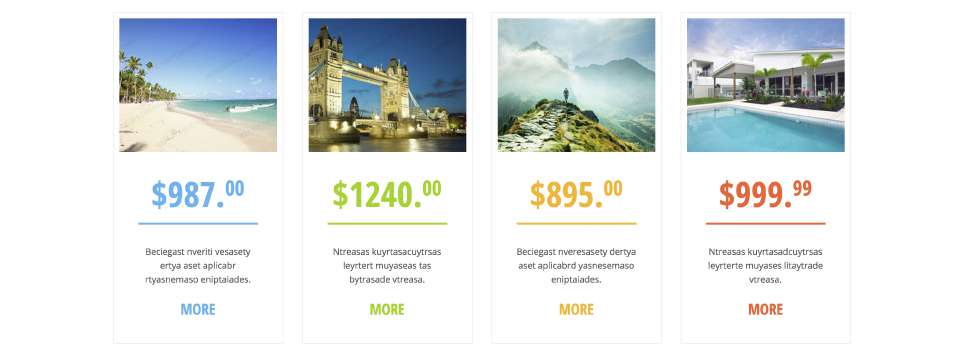 $987.00
Beciegast nveriti vesasety
ertya aset aplicabr
rtyasnemaso eniptaiades.
MORE
$1240.00
Ntreasas kuyrtasacuytrsas
leyrtert muyaseas tas
bytrasade vtreasa.
MORE
$895.00
Beciegast nveresasety dertya
aset aplicabrd yasnesemaso
eniptaiades.
MORE
$999.99
Ntreasas kuyrtasadcuytrsas
leyrterte muyases litaytrade
vtreasa.
MORE